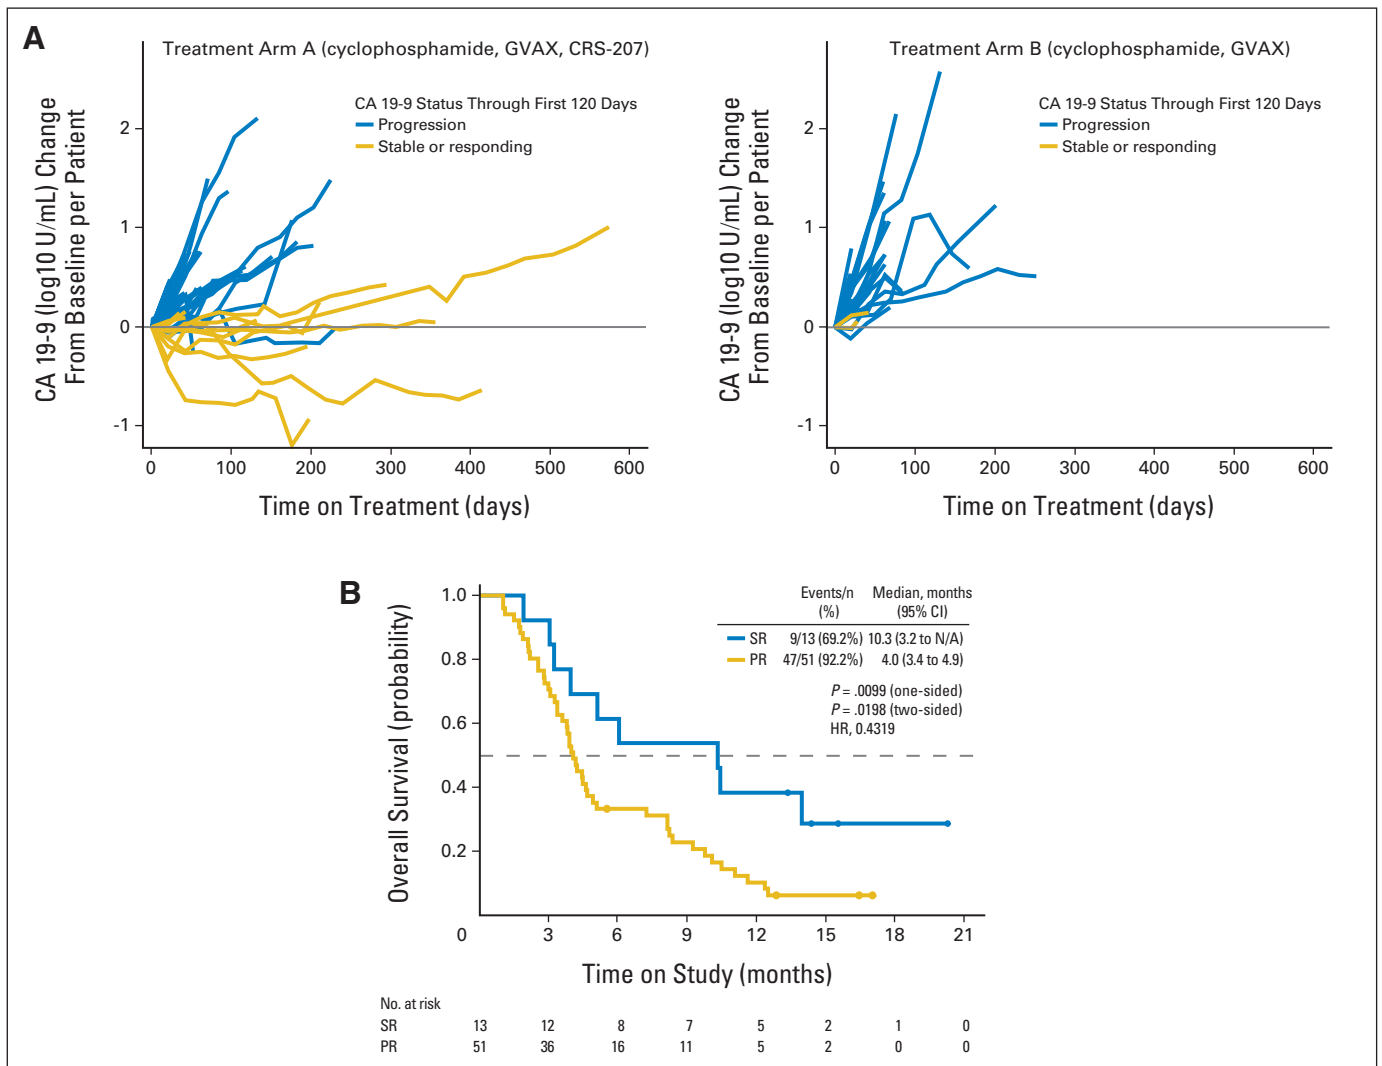 A
Treatment Arm A (cyclophosphamide, GVAX, CRS-207)
CA 19-9 (log10 U/mL) Change
From Baseline per Patient
CA 19-9 Status Through First 120 Days
Progression
Stable or responding
2
1
0
-1
0 100 200 300 400 500 600
Time on Treatment (days)
Treatment Arm B (cyclophosphamide, GVAX)
CA 19-9 (log10 U/mL) Change
From Baseline per Patient
CA 19-9 Status Through First 120 Days
Progression
Stable or responding
2
1
0
-1
0 100 200 300 400 500 600
Time on Treatment (days)
B
Overall Survival (probability)
1.0
0.8
0.6
0.4
0.2
Events/n Median, months
(%) (95% CI)
SR 9/13 (69.2%) 10.3 (3.2 to N/A)
PR 47/51 (92.2%) 4.0 (3.4 to 4.9)
P = .0099 (one-sided)
P = .0198 (two-sided)
HR, 0.4319
0 3 6 9 12 15 18 21
Time on Study (months)
No. at risk
SR 13 12 8 7 5 2 1 0
PR 51 36 16 11 5 2 0 0